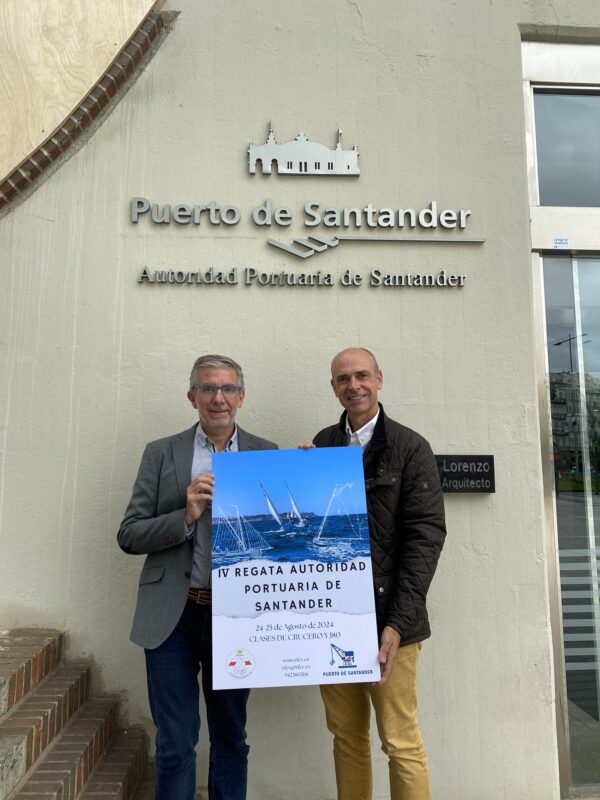 Puerto de Santander
Autoridad Portuaria de Santander
Lorenzo
Arquitecto
IV REGATA AUTORIDAD
PORTUARIA DE
SANTANDER
24-25 de Agosto de 2024
CLASES DE CRUCERO Y J80
PUERTO DE SANTANDER